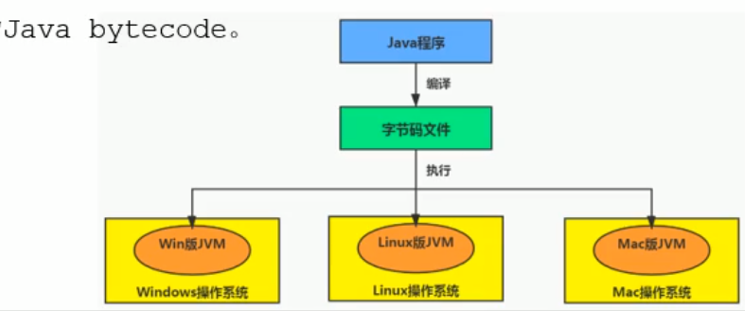 Java bytecode。
Java程序
编译
字节码文件
执行
Win版JVM
Linux版JVM
Mac版JVM
Windows操作系统
Linux操作系统
Mac操作系统